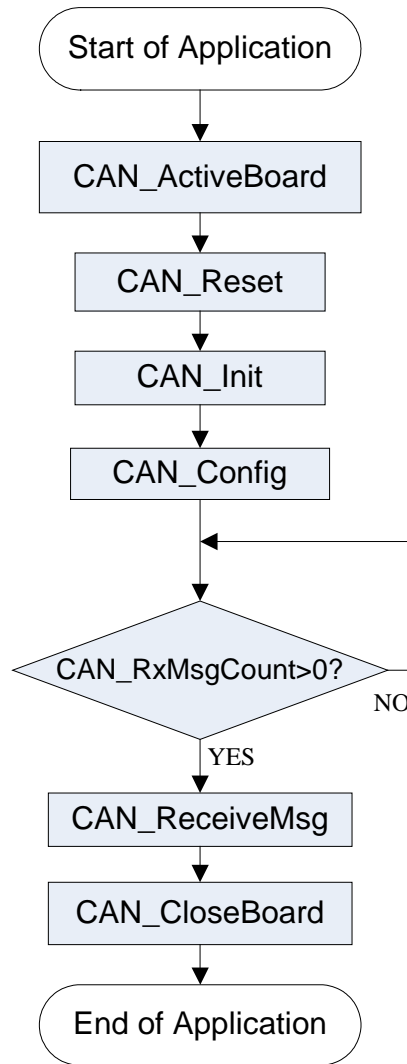 Start of Application
CAN_ActiveBoard
CAN_Reset
CAN_Init
CAN_Config
CAN_RxMsgCount>0?
NO
YES
CAN_ReceiveMsg
CAN_CloseBoard
End of Application